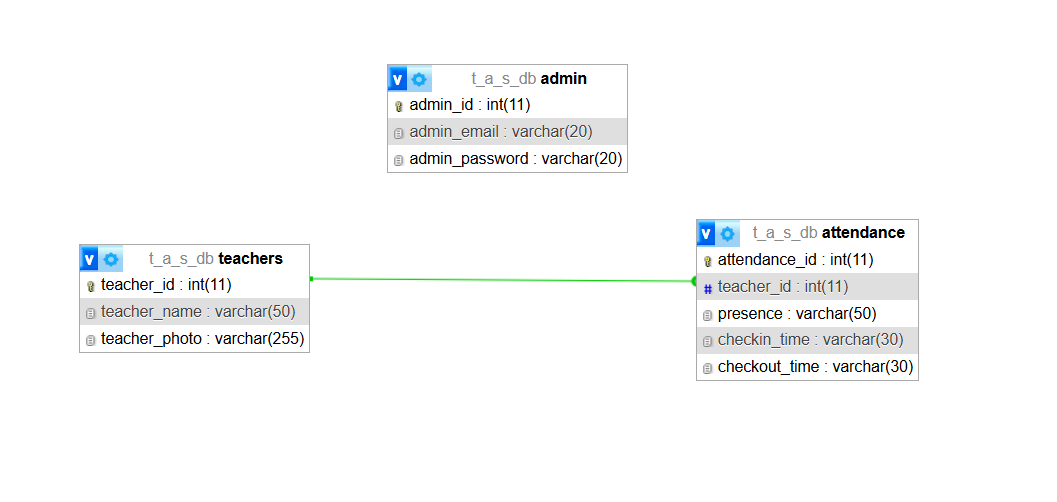 v t_a_s_db admin
admin_id : int(11)
admin_email : varchar(20)
admin_password : varchar(20)
v t_a_s_db teachers
teacher_id : int(11)
teacher_name : varchar(50)
teacher_photo : varchar(255)
v t_a_s_db attendance
attendance_id : int(11)
# teacher_id : int(11)
presence : varchar(50)
checkin_time : varchar(30)
checkout_time : varchar(30)